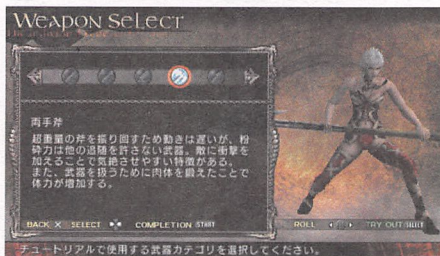 WEAPON SELECT
両手斧
超重量の斧を振り回すため動きは遅いが、粉
砕力は他の追随を許さない武器。敵に衝撃を
加えることで気絶させやすい特徴がある。
また、武器を扱うために肉体を鍛えたことで
体力が増加する。
BACK × SELECT COMPLETION START
ROLL TRY OUT
チュートリアルで使用する武器カテゴリを選択してください。